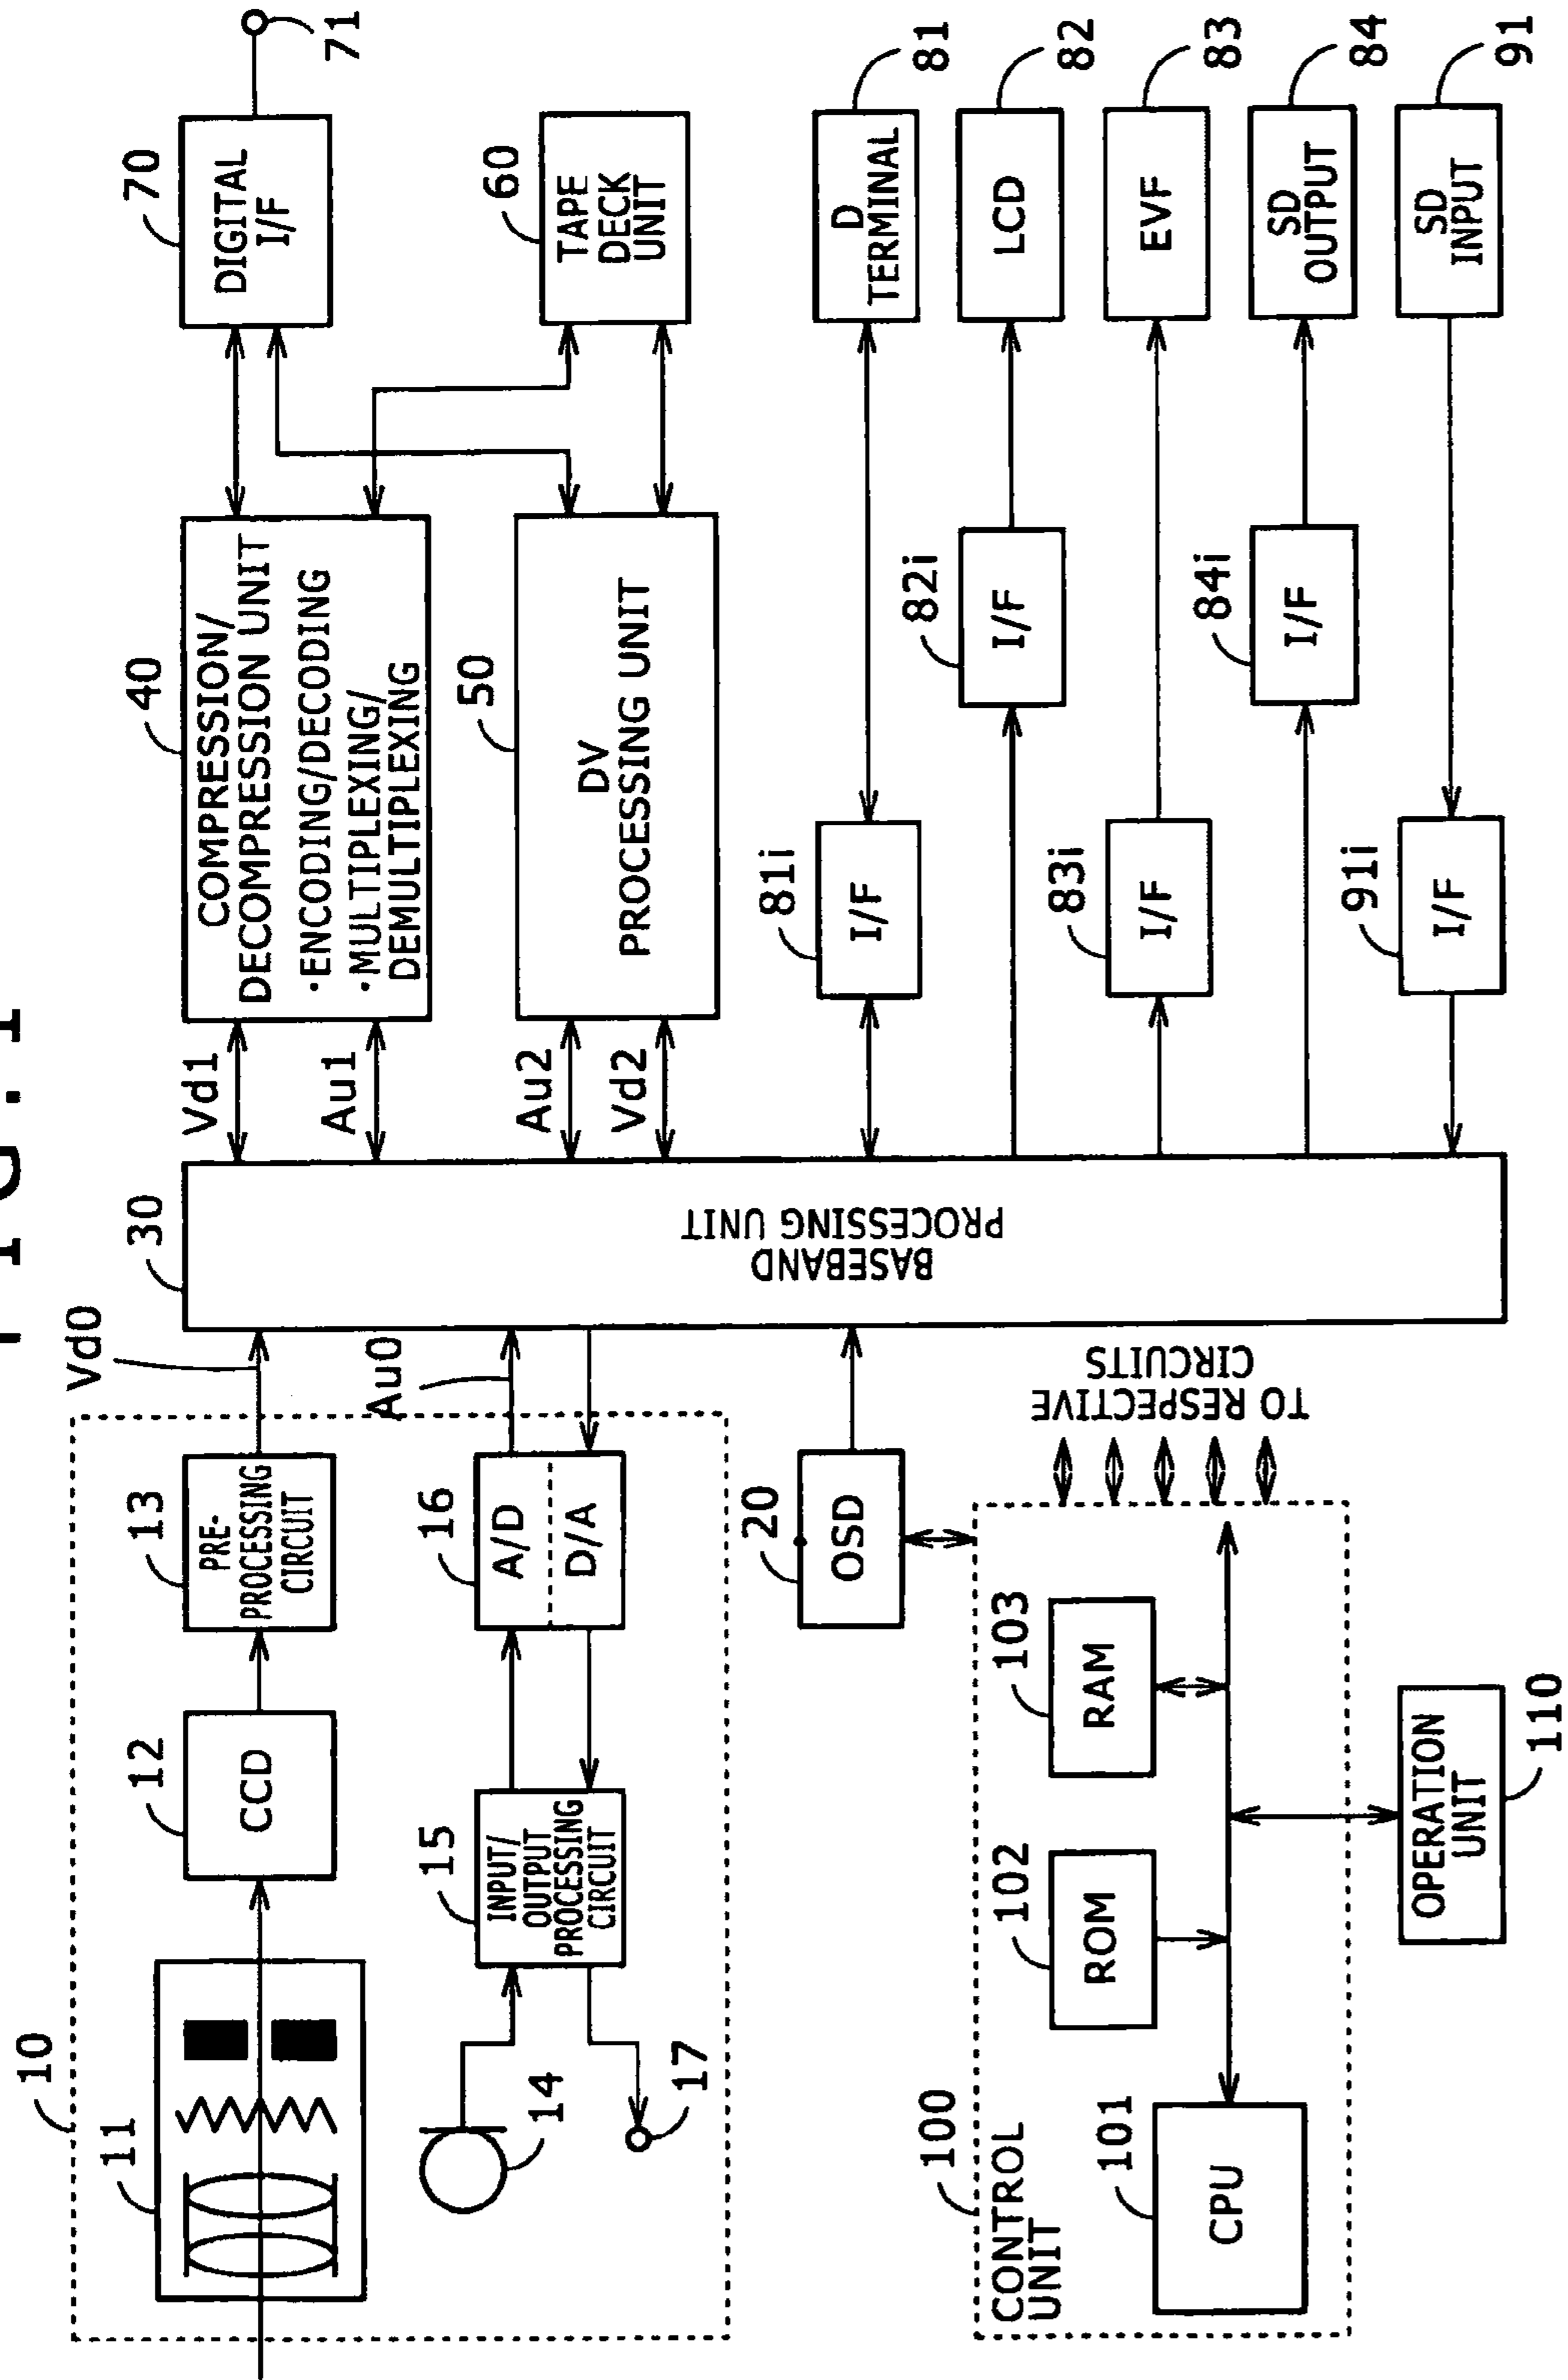 FIG. 1
10
11
12
CCD
13
PRE-
PROCESSING
CIRCUIT
Vd0
14
15
INPUT/
OUTPUT
PROCESSING
CIRCUIT
16
A/D
D/A
Au0
17
20
OSD
30
BASEBAND
PROCESSING UNIT
Vd1
Au1
40
COMPRESSION/
DECOMPRESSION UNIT
·ENCODING/DECODING
·MULTIPLEXING/
DEMULTIPLEXING
Au2
Vd2
50
DV
PROCESSING UNIT
70
DIGITAL
I/F
71
60
TAPE
DECK
UNIT
81i
I/F
81
D
TERMINAL
82i
I/F
82
LCD
83i
I/F
83
EVF
84i
I/F
84
SD
OUTPUT
91i
I/F
91
SD
INPUT
100
CONTROL
UNIT
101
CPU
102
ROM
103
RAM
TO RESPECTIVE
CIRCUITS
110
OPERATION
UNIT